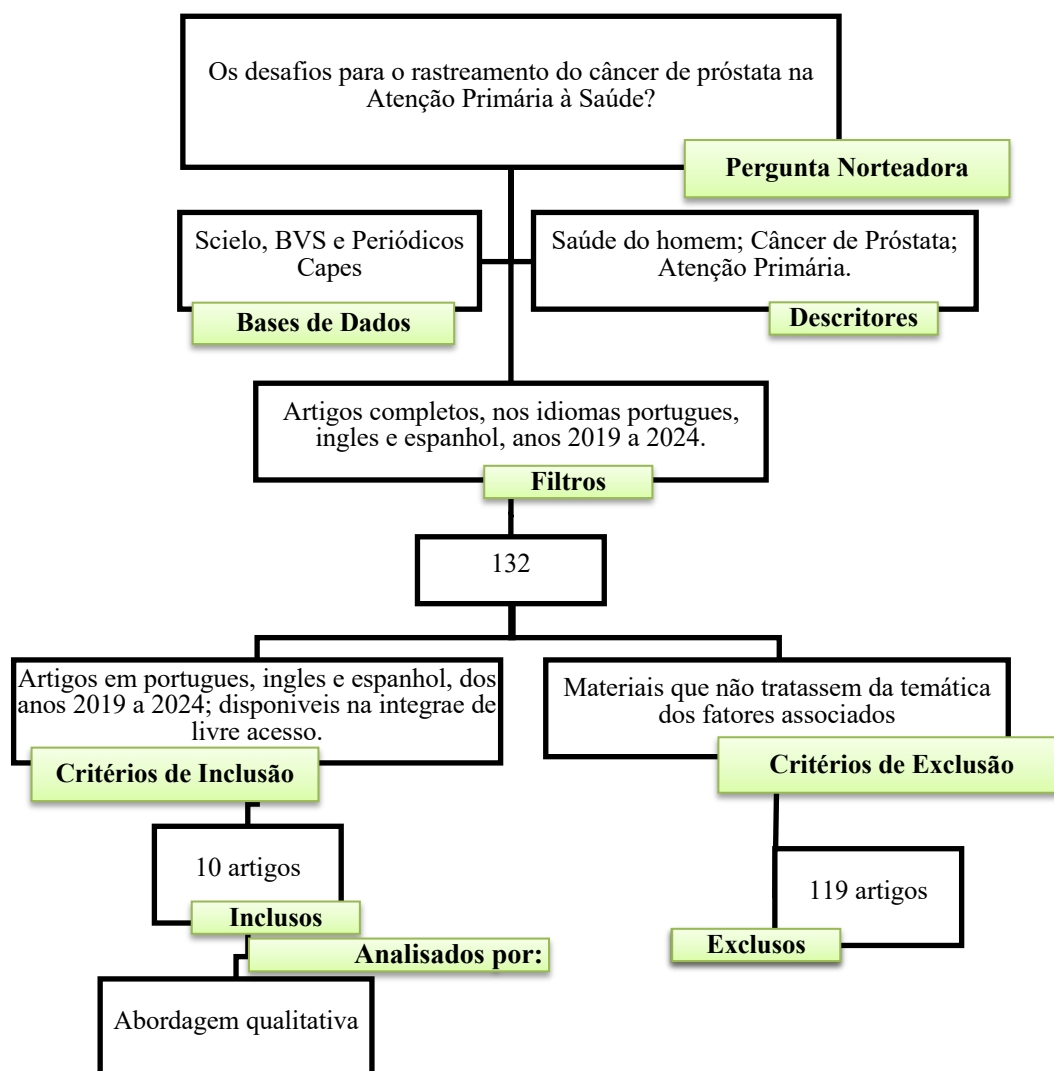 Os desafios para o rastreamento do câncer de próstata na
Atenção Primária à Saúde?
Pergunta Norteadora
Scielo, BVS e Periódicos
Capes
Bases de Dados
Saúde do homem; Câncer de Próstata;
Atenção Primária.
Descritores
Artigos completos, nos idiomas portugues,
ingles e espanhol, anos 2019 a 2024.
Filtros
132
Artigos em portugues, ingles e espanhol, dos
anos 2019 a 2024; disponiveis na integrae de
livre acesso.
Critérios de Inclusão
Materiais que não tratassem da temática
dos fatores associados
Critérios de Exclusão
10 artigos
Inclusos
119 artigos
Exclusos
Analisados por:
Abordagem qualitativa